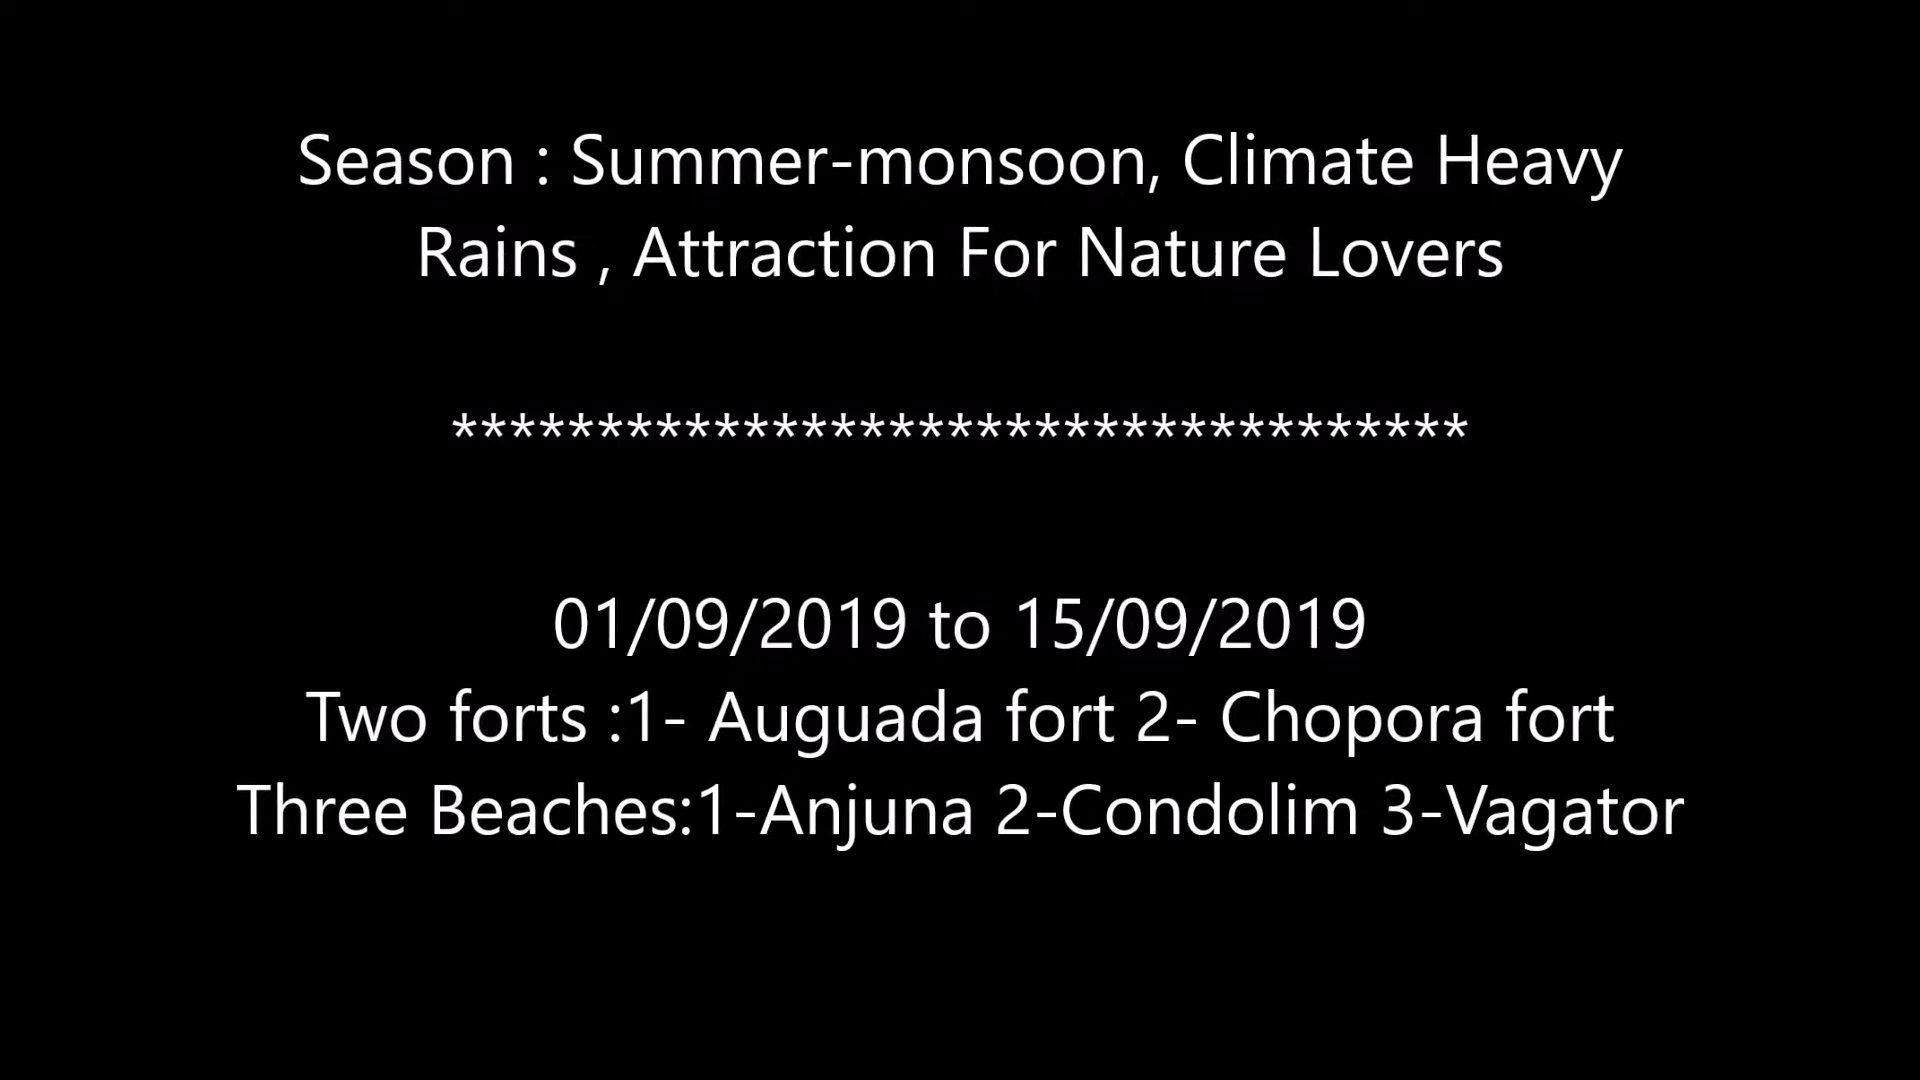 Season : Summer-monsoon, Climate Heavy
Rains , Attraction For Nature Lovers
***********************************
01/09/2019 to 15/09/2019
Two forts :1- Auguada fort 2- Chopora fort
Three Beaches:1-Anjuna 2-Condolim 3-Vagator